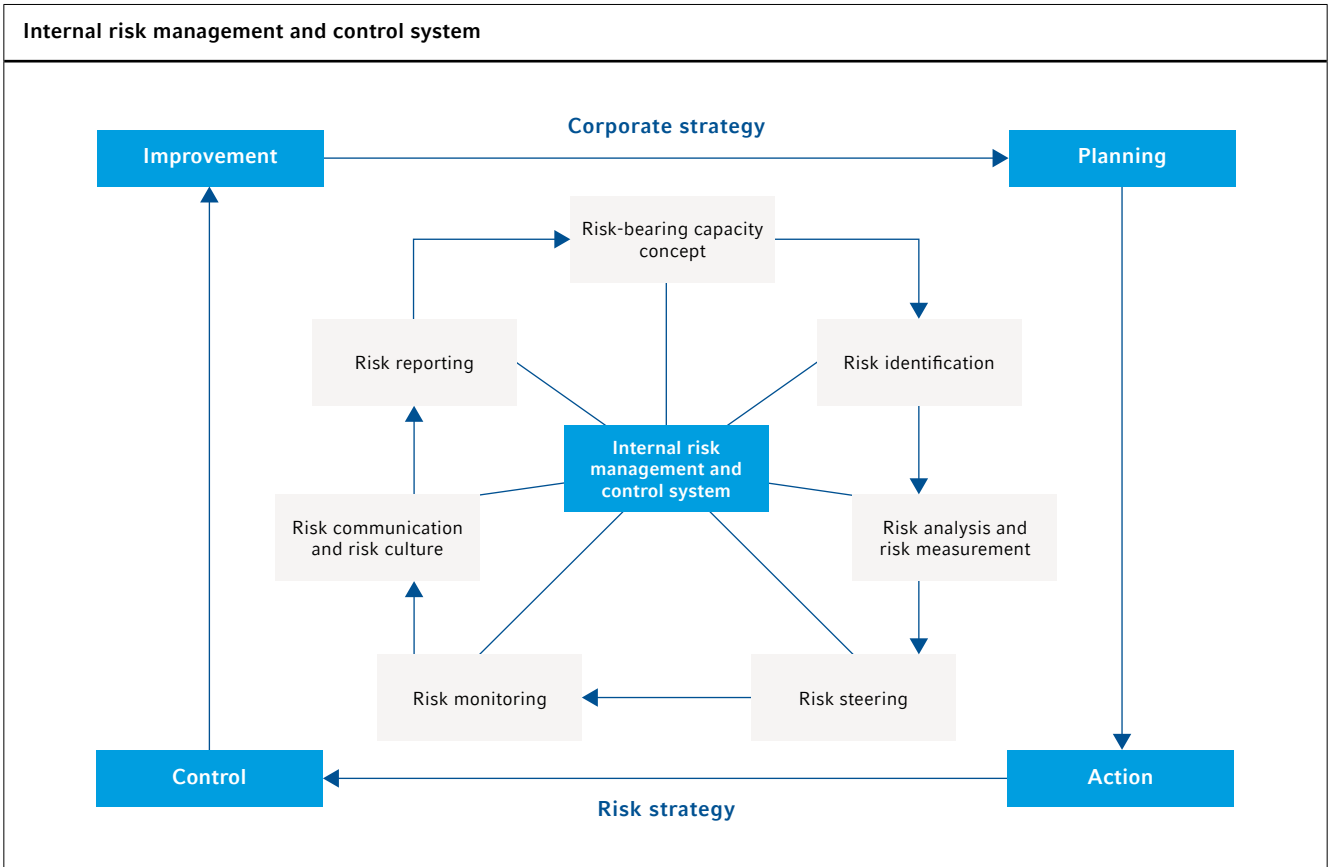 Internal risk management and control system
Corporate strategy
Improvement
Planning
Risk-bearing capacity
concept
Risk reporting
Risk identification
Internal risk
management and
control system
Risk communication
and risk culture
Risk analysis and
risk measurement
Risk monitoring
Risk steering
Control
Action
Risk strategy